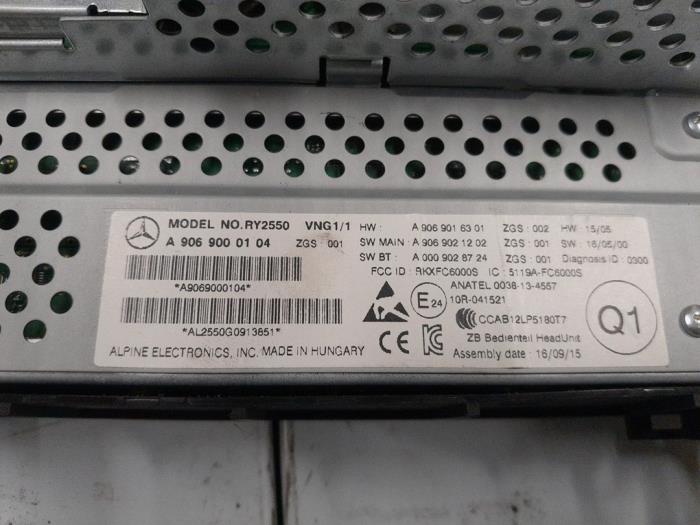 MODEL NO.RY2550 VNG1/1
A 906 900 01 04 ZGS : 001
*A9069000104*
*AL2550G0913851*
ALPINE ELECTRONICS, INC. MADE IN HUNGARY
HW : A 906 901 63 01 ZGS : 002 HW : 15/05
SW MAIN : A 906 902 12 02 ZGS : 001 SW : 16/05/00
SW BT : A 000 902 87 24 ZGS : 001 Diagnosis ID : 0300
FCC ID : RKXFC6000S IC : 5119A-FC6000S
ANATEL 0038-13-4557
E24 10R-041521
CCAB12LP5180T7
CE
ZB Bedienteil HeadUnit
Assembly date : 16/09/15
Q1